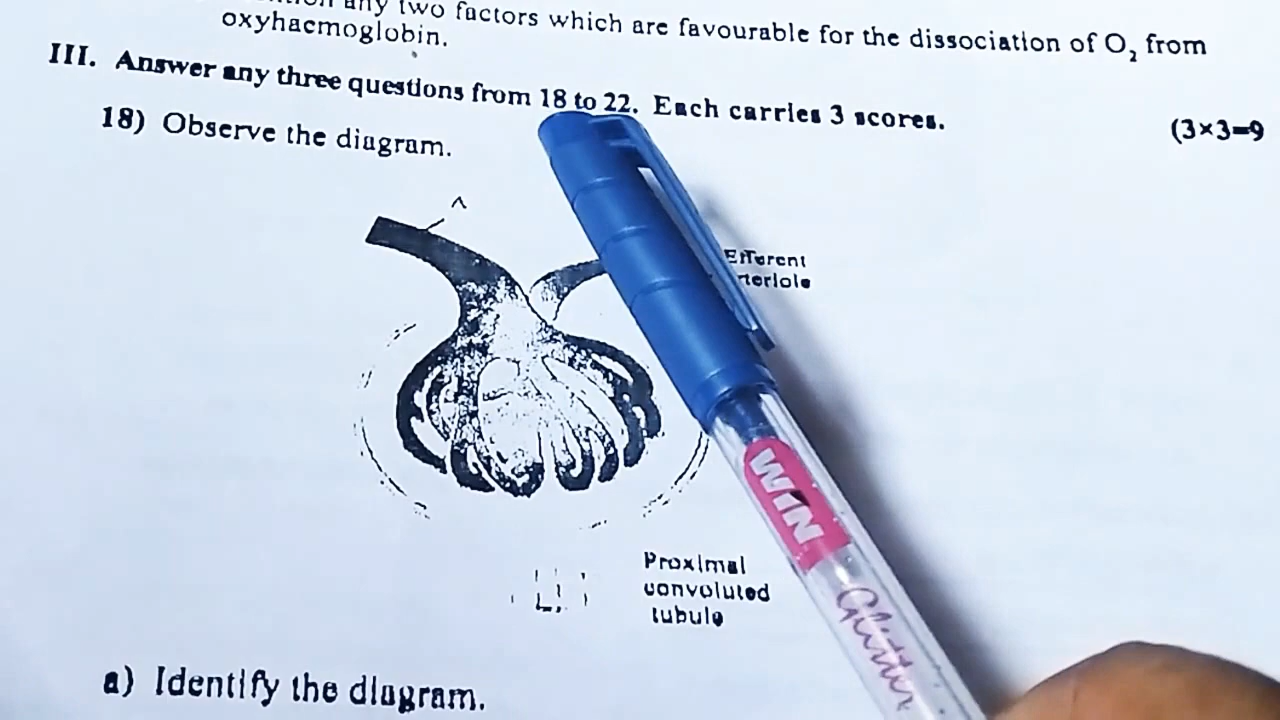 any two factors which are favourable for the dissociation of O₂ from
oxyhaemoglobin.
III. Answer any three questions from 18 to 22. Each carries 3 scores.
(3×3=9
18) Observe the diagram.
A
Efferent
rteriole
Proximal
convoluted
tubule
WIN
Glitter
a) Identify the diagram.